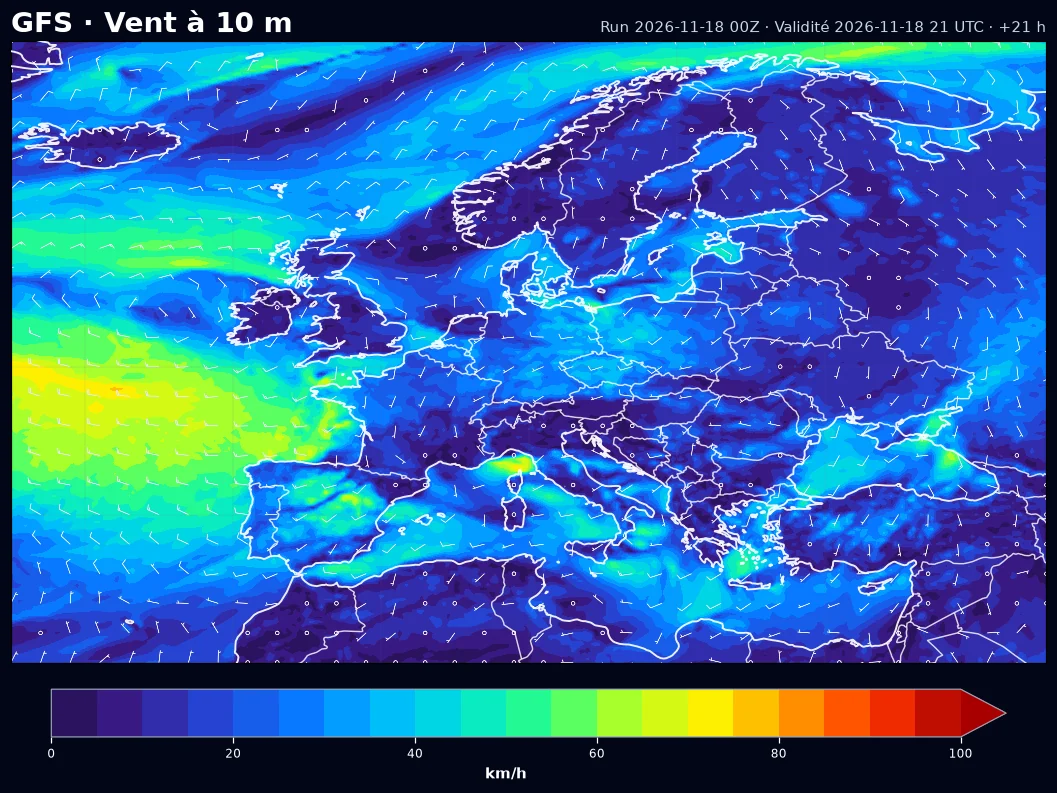 GFS · Vent à 10 m
Run 2026-11-18 00Z · Validité 2026-11-18 21 UTC · +21 h
0 20 40 60 80 100
km/h